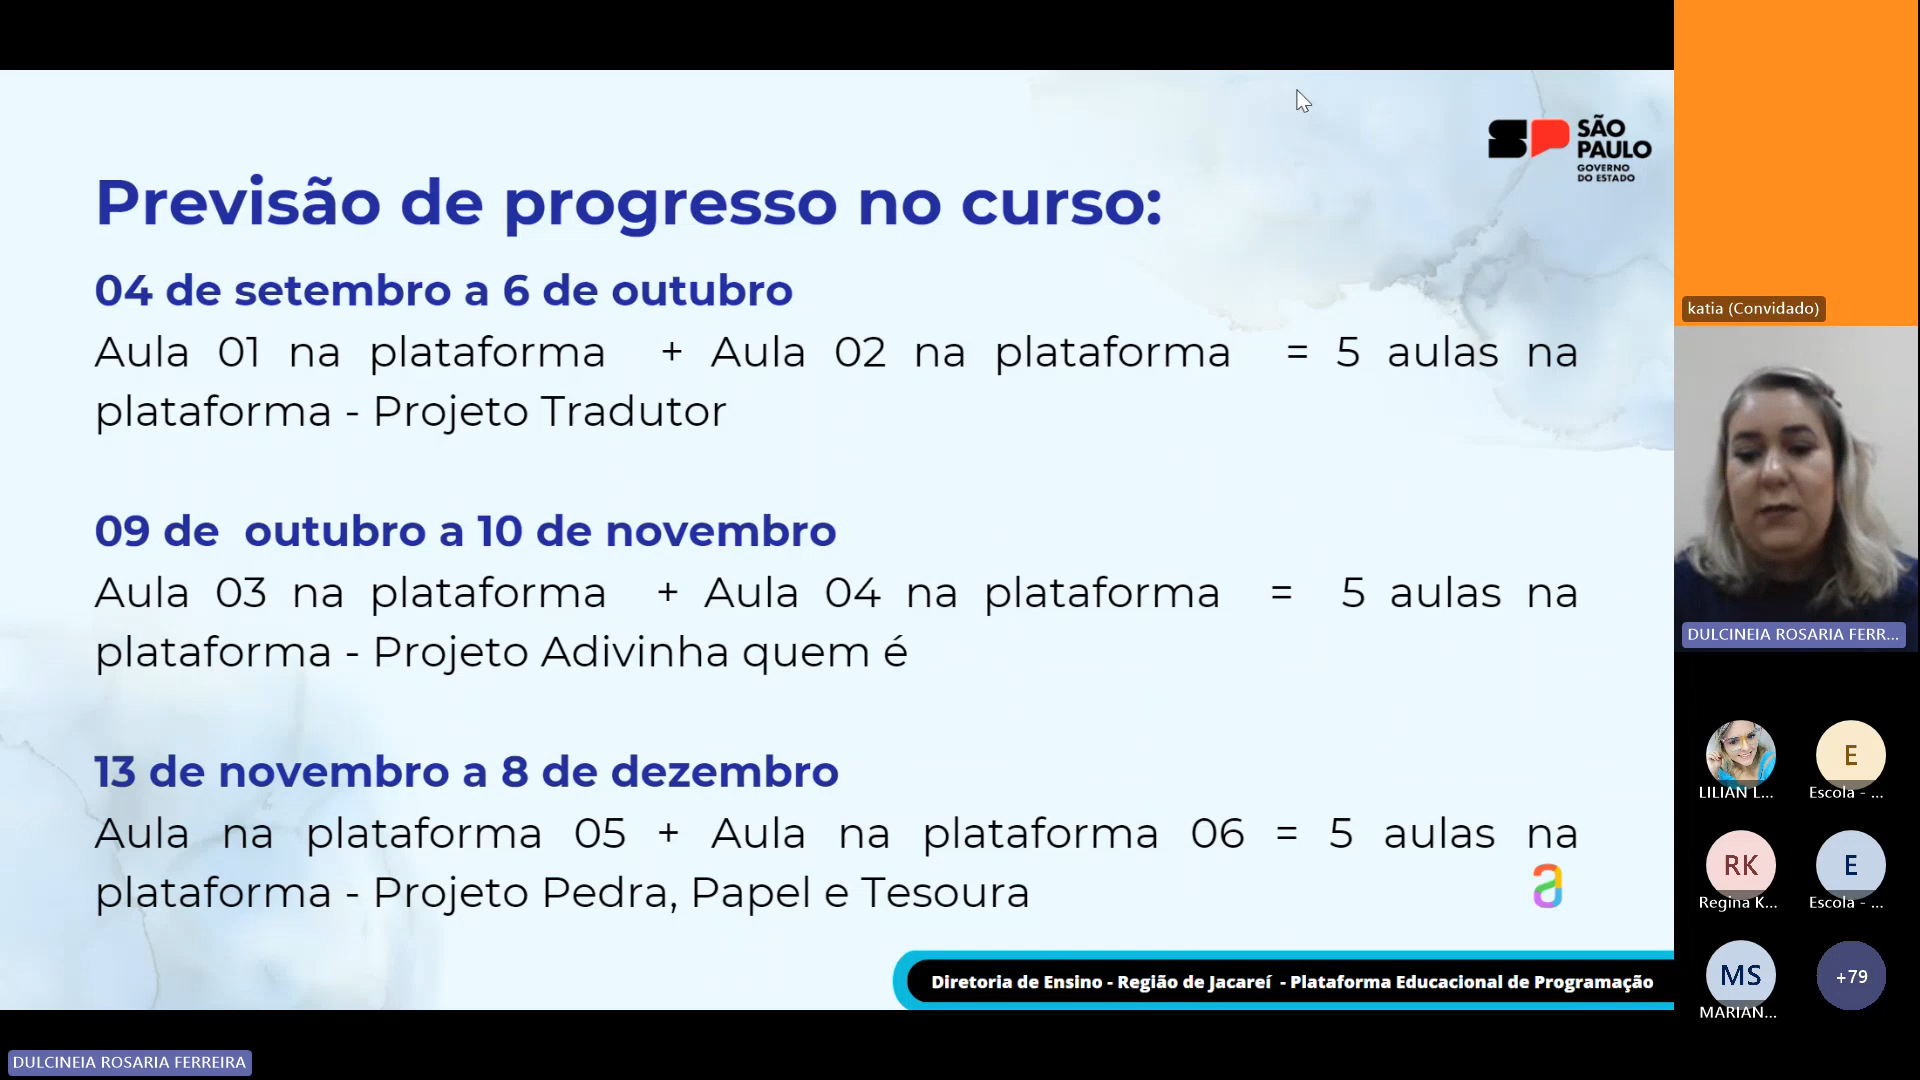 SÃO
PAULO
GOVERNO
DO ESTADO
Previsão de progresso no curso:
04 de setembro a 6 de outubro
Aula 01 na plataforma + Aula 02 na plataforma = 5 aulas na
plataforma - Projeto Tradutor
09 de outubro a 10 de novembro
Aula 03 na plataforma + Aula 04 na plataforma = 5 aulas na
plataforma - Projeto Adivinha quem é
13 de novembro a 8 de dezembro
Aula na plataforma 05 + Aula na plataforma 06 = 5 aulas na
plataforma - Projeto Pedra, Papel e Tesoura
a
Diretoria de Ensino - Região de Jacareí - Plataforma Educacional de Programação
DULCINEIA ROSARIA FERREIRA
katia (Convidado)
DULCINEIA ROSARIA FERR...
LILIAN L...
E
Escola - ...
RK
Regina K...
E
Escola - ...
MS
MARIAN...
+79